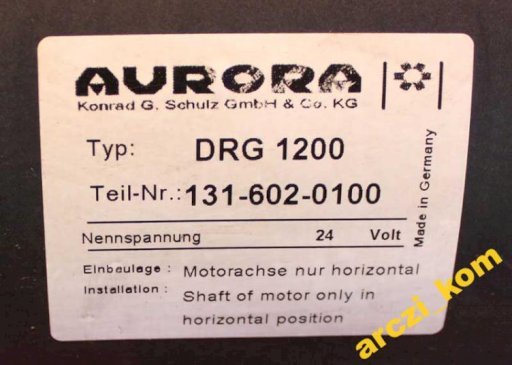 AURORA
Konrad G. Schulz GmbH & Co. KG
Typ: DRG 1200
Teil-Nr.: 131-602-0100
Nennspannung 24 Volt
Einbaulage : Motorachse nur horizontal
Installation : Shaft of motor only in
horizontal position
Made in Germany
arczi_kom